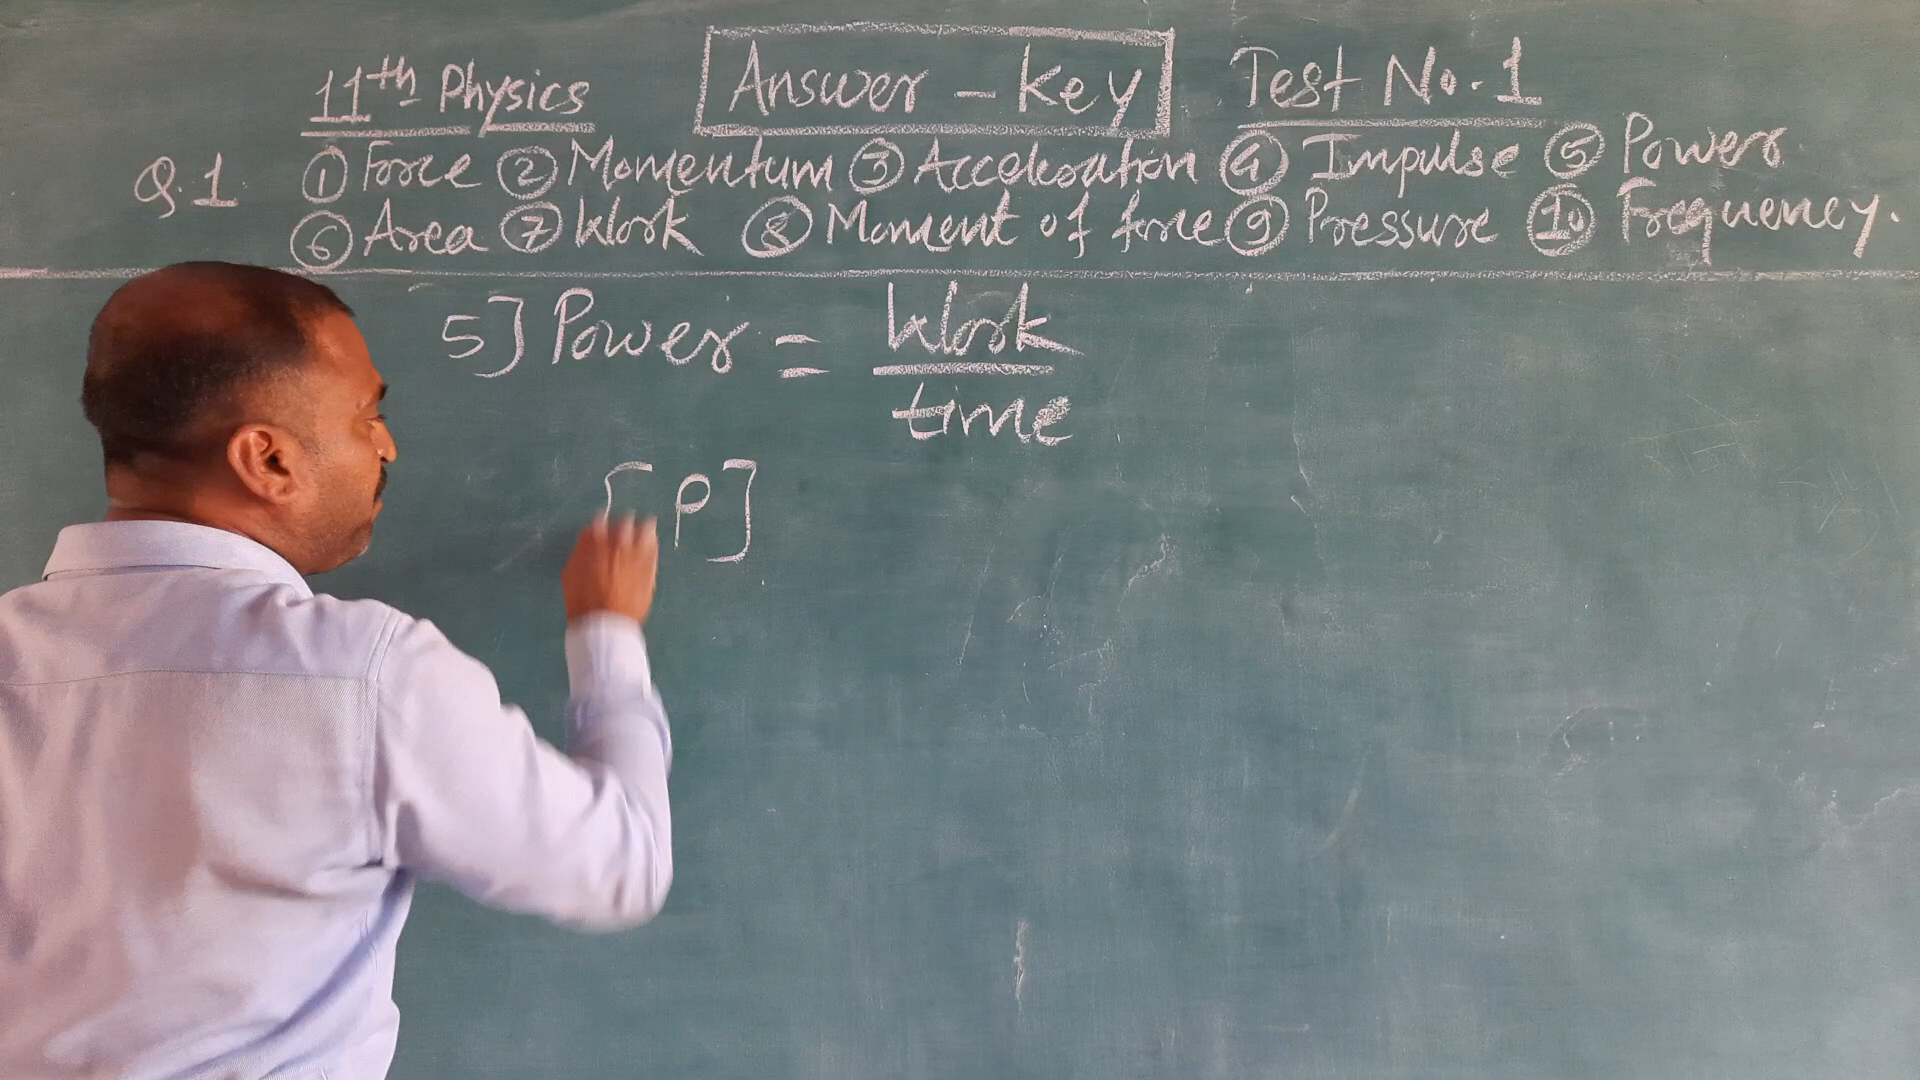 11th Physics Answer - Key Test No. 1
Q.1 ① Force ② Momentum ③ Acceleration ④ Impulse ⑤ Power
⑥ Area ⑦ Work ⑧ Moment of force ⑨ Pressure ⑩ Frequency.
5] Power = Work
time
[P]